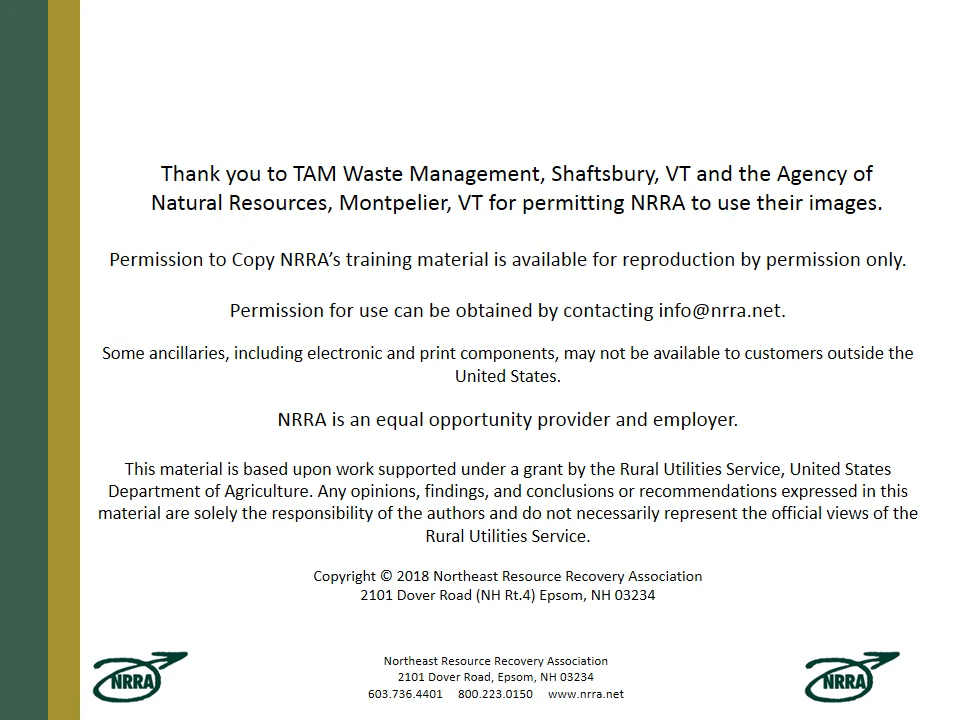 Thank you to TAM Waste Management, Shaftsbury, VT and the Agency of
Natural Resources, Montpelier, VT for permitting NRRA to use their images.
Permission to Copy NRRA’s training material is available for reproduction by permission only.
Permission for use can be obtained by contacting info@nrra.net.
Some ancillaries, including electronic and print components, may not be available to customers outside the
United States.
NRRA is an equal opportunity provider and employer.
This material is based upon work supported under a grant by the Rural Utilities Service, United States
Department of Agriculture. Any opinions, findings, and conclusions or recommendations expressed in this
material are solely the responsibility of the authors and do not necessarily represent the official views of the
Rural Utilities Service.
Copyright © 2018 Northeast Resource Recovery Association
2101 Dover Road (NH Rt.4) Epsom, NH 03234
NRRA
Northeast Resource Recovery Association
2101 Dover Road, Epsom, NH 03234
603.736.4401 800.223.0150 www.nrra.net
NRRA